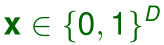 𝐱 ∈ {0, 1}^D